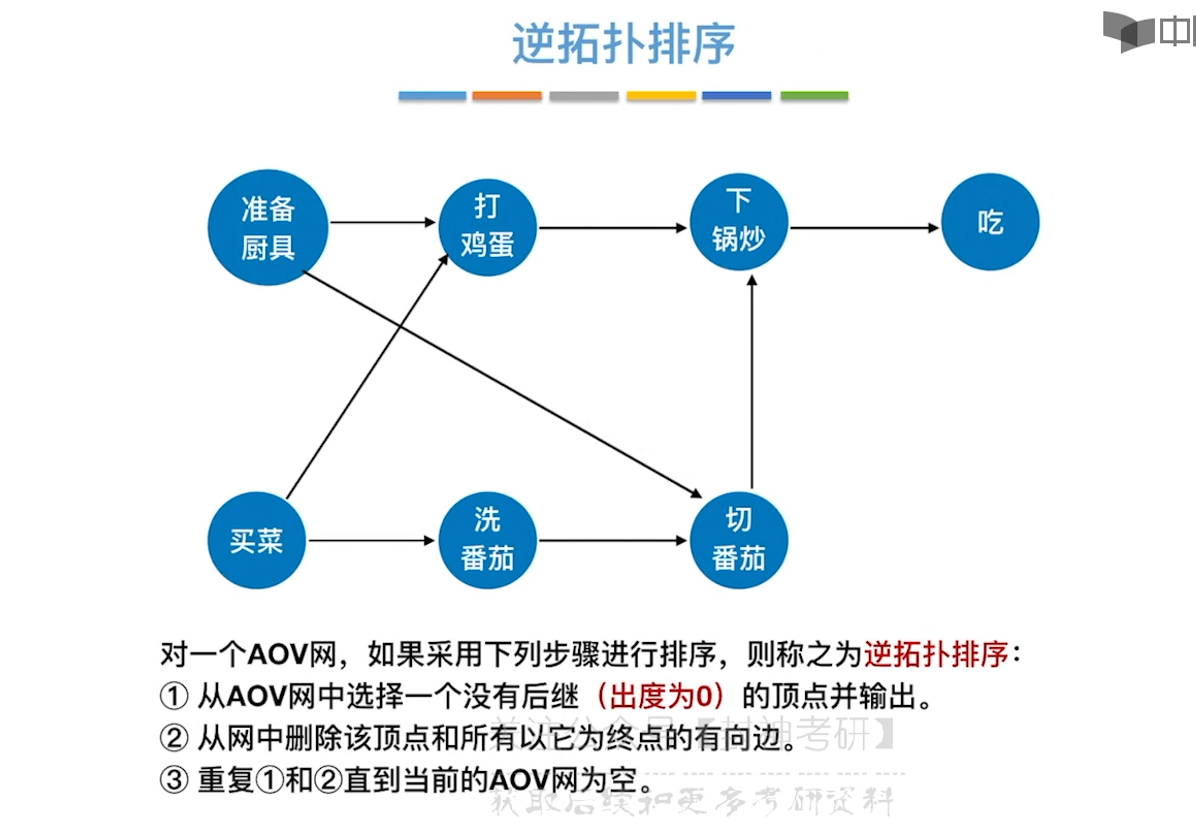 逆拓扑排序
中
准备
厨具
打
鸡蛋
下
锅炒
吃
买菜
洗
番茄
切
番茄
对一个AOV网，如果采用下列步骤进行排序，则称之为逆拓扑排序：
① 从AOV网中选择一个没有后继（出度为0）的顶点并输出。
② 从网中删除该顶点和所有以它为终点的有向边。
关注公众号【封神考研】
③ 重复①和②直到当前的AOV网为空。
获取后续和更多考研资料